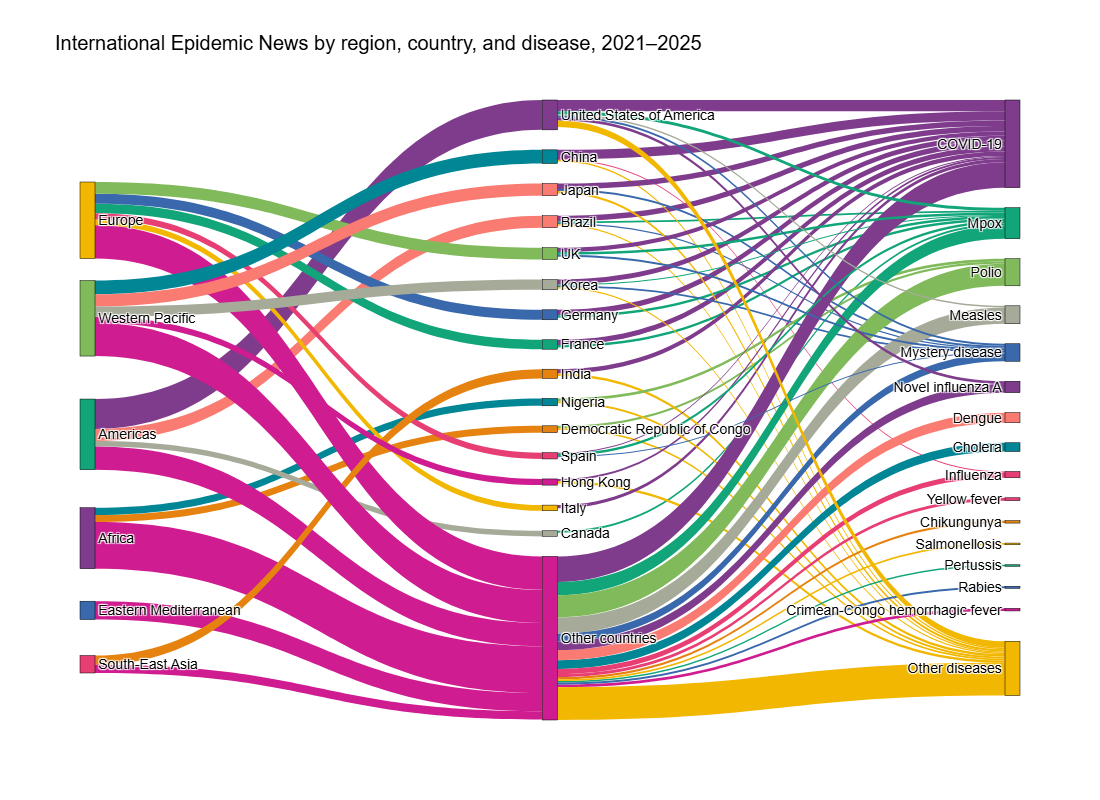 International Epidemic News by region, country, and disease, 2021–2025
Europe
Western Pacific
Americas
Africa
Eastern Mediterranean
South-East Asia
United States of America
China
Japan
Brazil
UK
Korea
Germany
France
India
Nigeria
Democratic Republic of Congo
Spain
Hong Kong
Italy
Canada
Other countries
COVID-19
Mpox
Polio
Measles
Mystery disease
Novel influenza A
Dengue
Cholera
Influenza
Yellow fever
Chikungunya
Salmonellosis
Pertussis
Rabies
Crimean-Congo hemorrhagic fever
Other diseases